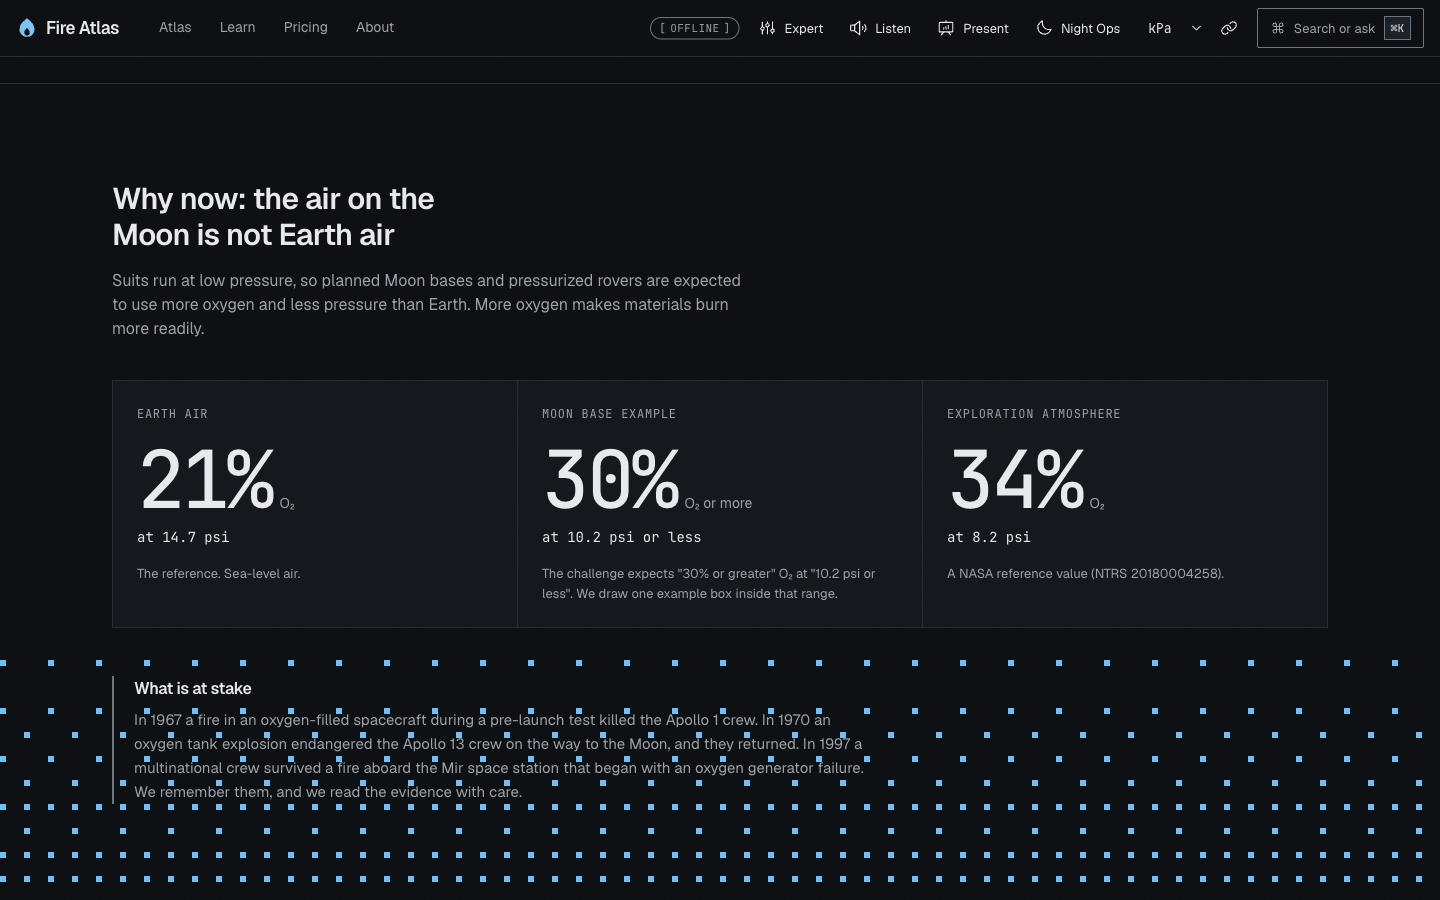 Fire Atlas
Atlas
Learn
Pricing
About
[ OFFLINE ]
Expert
Listen
Present
Night Ops
kPa
⌘ Search or ask ⌘K
Why now: the air on the
Moon is not Earth air
Suits run at low pressure, so planned Moon bases and pressurized rovers are expected
to use more oxygen and less pressure than Earth. More oxygen makes materials burn
more readily.
EARTH AIR
21% O₂
at 14.7 psi
The reference. Sea-level air.
MOON BASE EXAMPLE
30% O₂ or more
at 10.2 psi or less
The challenge expects "30% or greater" O₂ at "10.2 psi or
less". We draw one example box inside that range.
EXPLORATION ATMOSPHERE
34% O₂
at 8.2 psi
A NASA reference value (NTRS 20180004258).
What is at stake
In 1967 a fire in an oxygen-filled spacecraft during a pre-launch test killed the Apollo 1 crew. In 1970 an
oxygen tank explosion endangered the Apollo 13 crew on the way to the Moon, and they returned. In 1997 a
multinational crew survived a fire aboard the Mir space station that began with an oxygen generator failure.
We remember them, and we read the evidence with care.